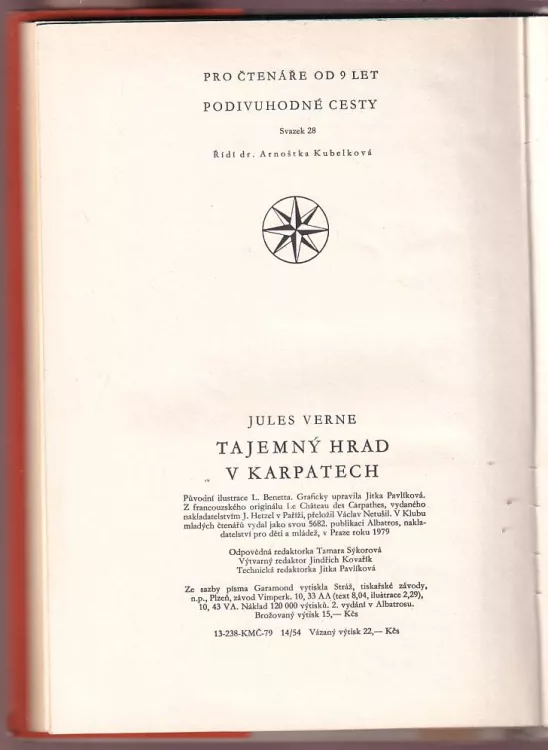 PRO ČTENÁŘE OD 9 LET
PODIVUHODNÉ CESTY
Svazek 28
Řídí dr. Arnoštka Kubelková
JULES VERNE
TAJEMNÝ HRAD
V KARPATECH
Původní ilustrace L. Benetta. Graficky upravila Jitka Pavlíková.
Z francouzského originálu Le Château des Carpathes, vydaného
nakladatelstvím J. Hetzel v Paříži, přeložil Václav Netušil. V Klubu
mladých čtenářů vydal jako svou 5682. publikaci Albatros, nakla-
datelství pro děti a mládež, v Praze roku 1979
Odpovědná redaktorka Tamara Sýkorová
Výtvarný redaktor Jindřich Kovařík
Technická redaktorka Jitka Pavlíková
Ze sazby písma Garamond vytiskla Stráž, tiskařské závody,
n.p., Plzeň, závod Vimperk. 10, 33 AA (text 8,04, ilustrace 2,29),
10, 43 VA. Náklad 120 000 výtisků. 2. vydání v Albatrosu.
Brožovaný výtisk 15,— Kčs
13-238-KMČ-79 14/54 Vázaný výtisk 22,— Kčs